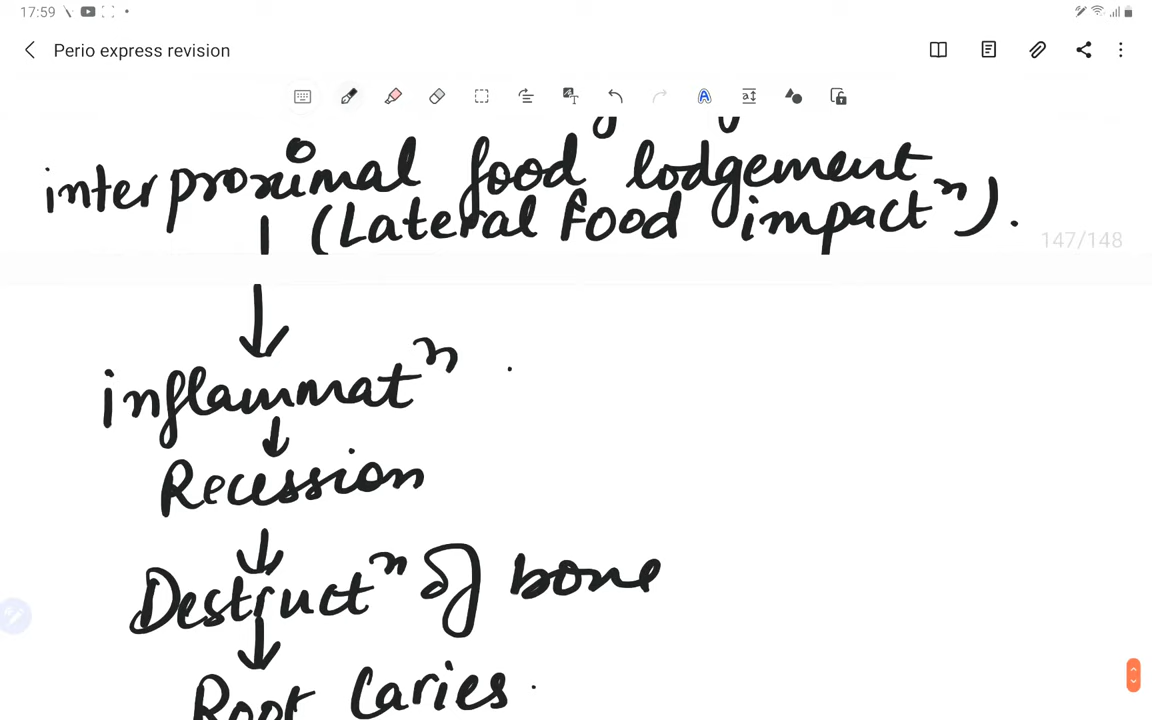 17:59
Perio express revision
interproximal food lodgement
(Lateral food impactⁿ).
147/148
inflammatⁿ
Recession
Destructⁿ of bone
Root Caries